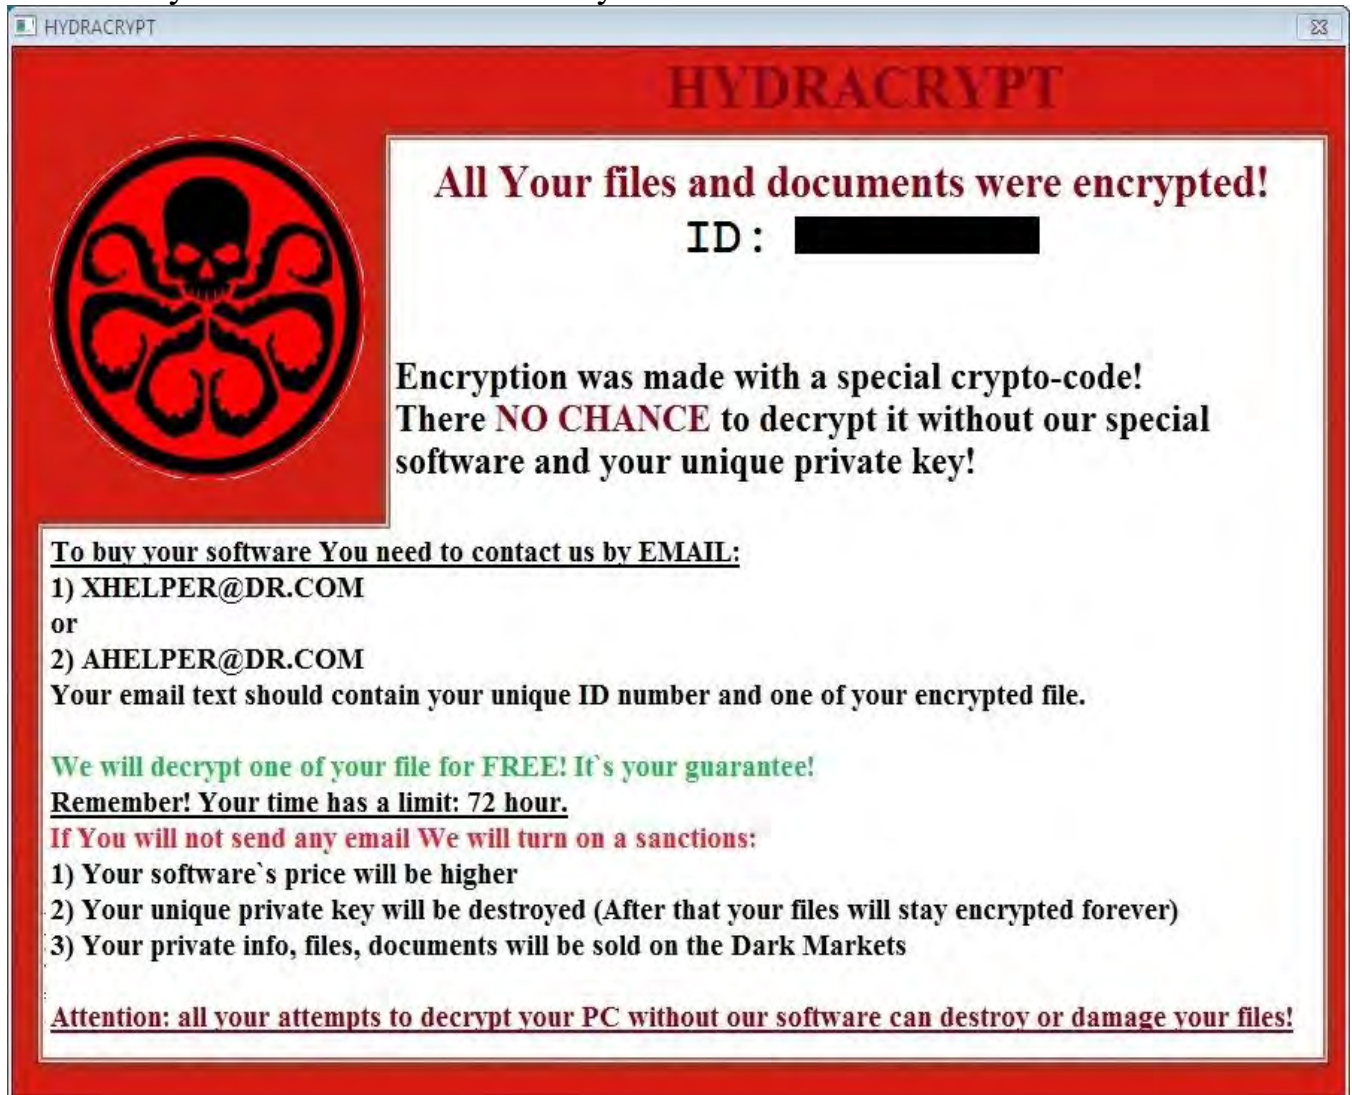 HYDRACRYPT
HYDRACRYPT
All Your files and documents were encrypted!
ID:
Encryption was made with a special crypto-code!
There NO CHANCE to decrypt it without our special
software and your unique private key!
To buy your software You need to contact us by EMAIL:
1) XHELPER@DR.COM
or
2) AHELPER@DR.COM
Your email text should contain your unique ID number and one of your encrypted file.
We will decrypt one of your file for FREE! It`s your guarantee!
Remember! Your time has a limit: 72 hour.
If You will not send any email We will turn on a sanctions:
1) Your software`s price will be higher
2) Your unique private key will be destroyed (After that your files will stay encrypted forever)
3) Your private info, files, documents will be sold on the Dark Markets
Attention: all your attempts to decrypt your PC without our software can destroy or damage your files!